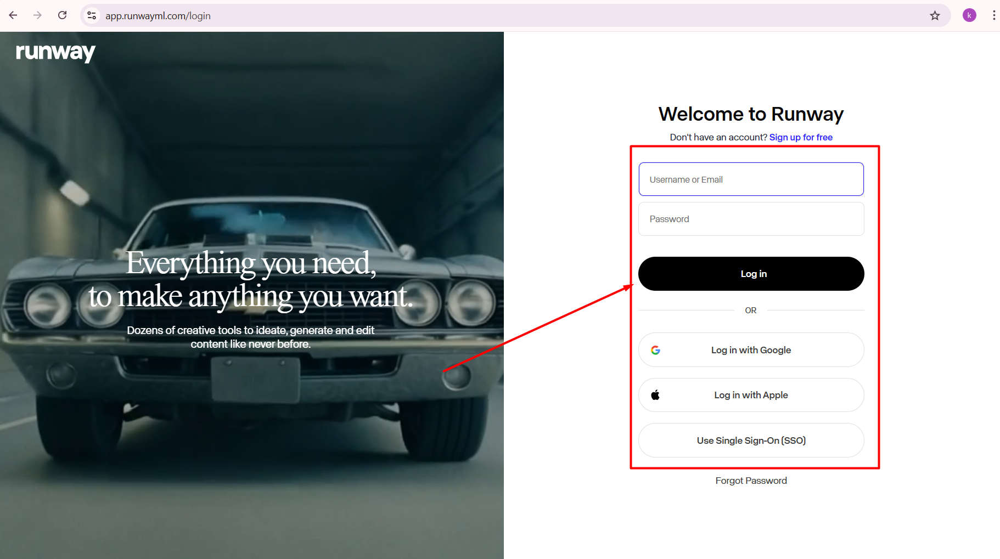 app.runwayml.com/login
k
runway
Everything you need,
to make anything you want.
Dozens of creative tools to ideate, generate and edit
content like never before.
Welcome to Runway
Don't have an account? Sign up for free
Username or Email
Password
Log in
OR
Log in with Google
Log in with Apple
Use Single Sign-On (SSO)
Forgot Password